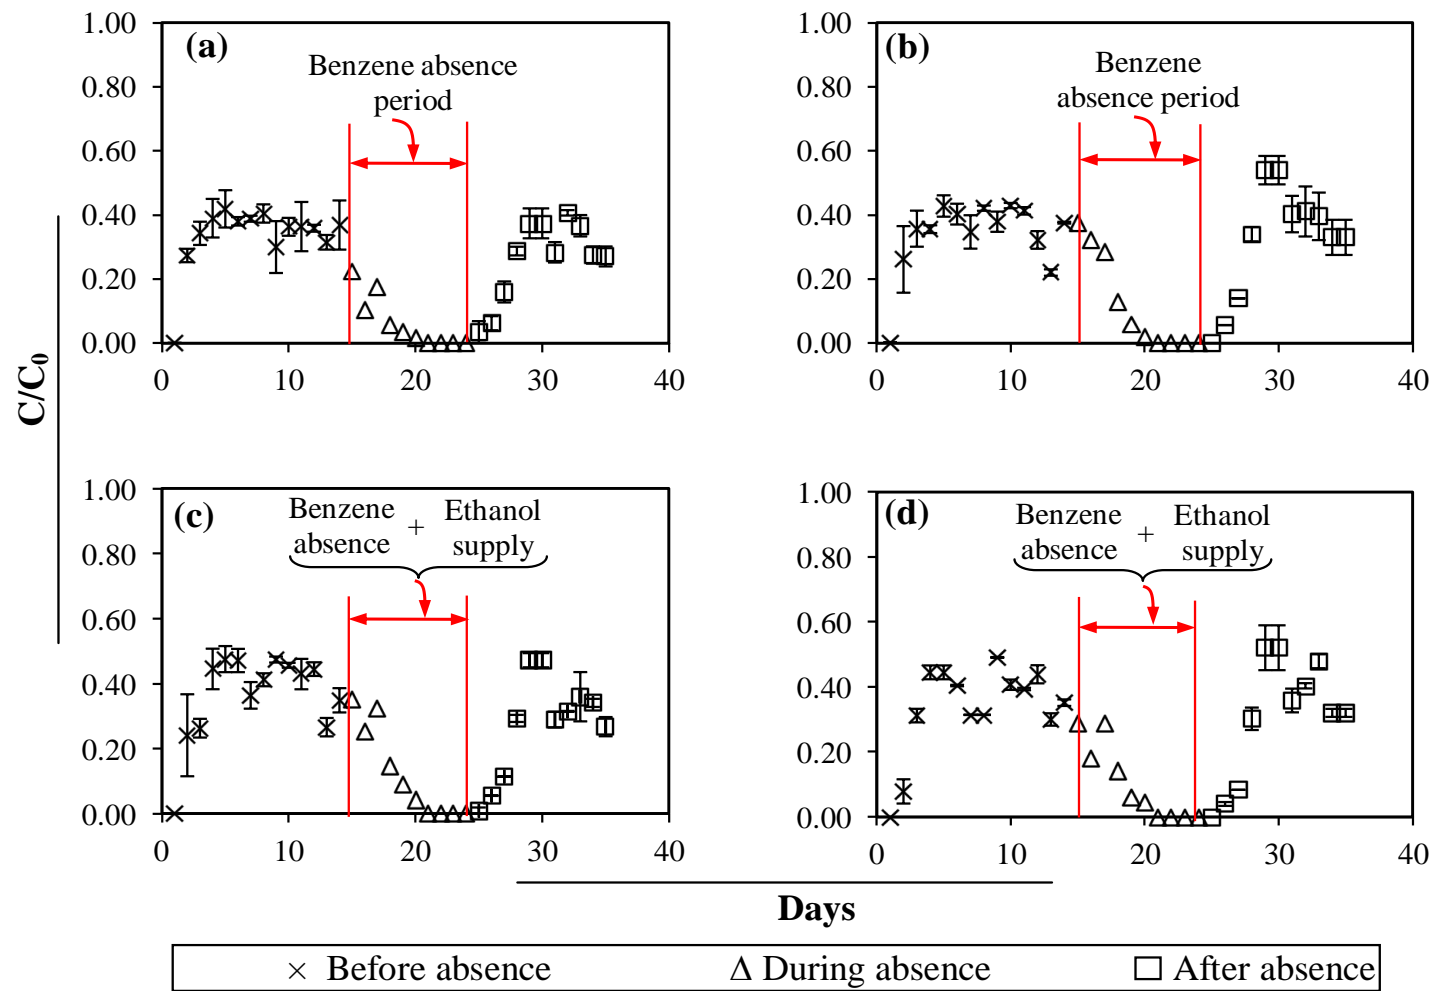 (a)
Benzene absence
period
1.00
0.80
0.60
0.40
0.20
0.00
0 10 20 30 40
(b)
Benzene
absence period
1.00
0.80
0.60
0.40
0.20
0.00
0 10 20 30 40
C/C₀
(c)
Benzene + Ethanol
absence supply
1.00
0.80
0.60
0.40
0.20
0.00
0 10 20 30 40
(d)
Benzene + Ethanol
absence supply
1.00
0.80
0.60
0.40
0.20
0.00
0 10 20 30 40
Days
× Before absence Δ During absence □ After absence